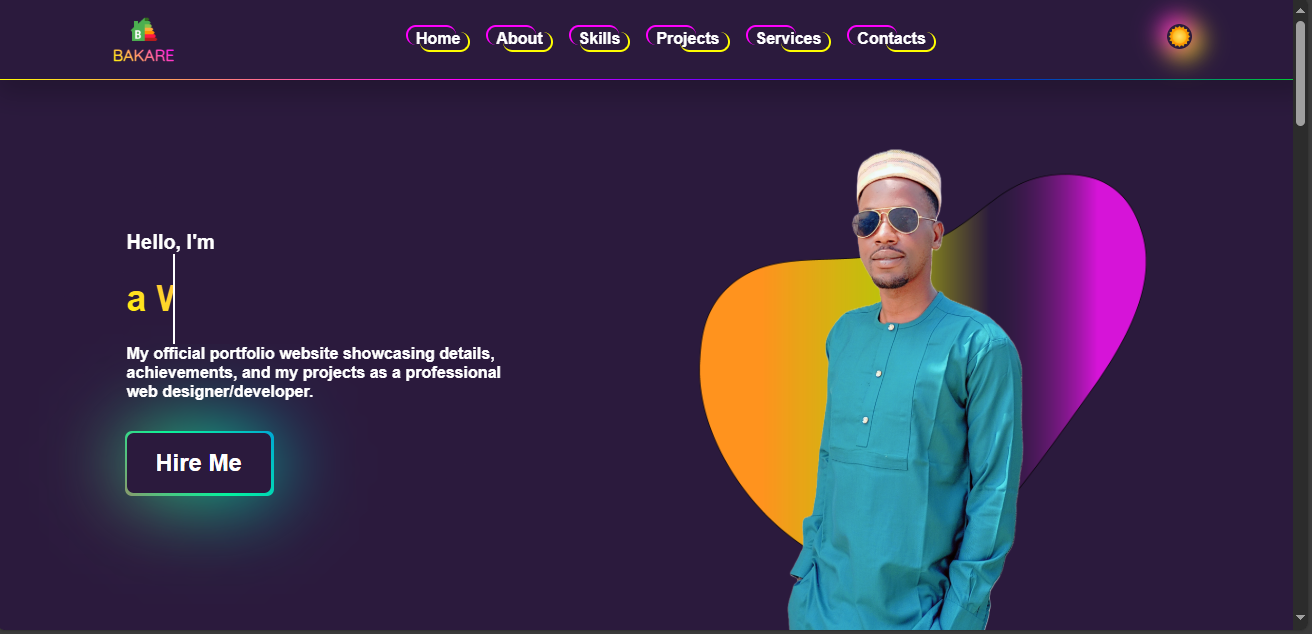 B
BAKARE
Home About Skills Projects Services Contacts
Hello, I'm
a W
My official portfolio website showcasing details,
achievements, and my projects as a professional
web designer/developer.
Hire Me